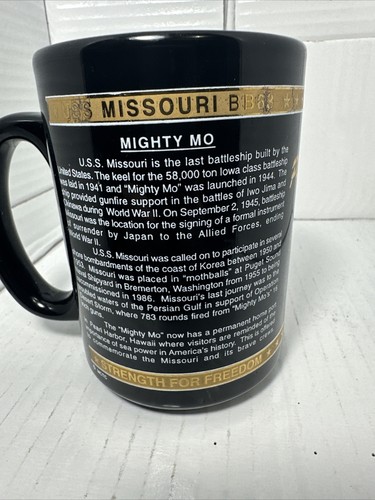 USS MISSOURI BB63
MIGHTY MO
U.S.S. Missouri is the last battleship built by the
United States. The keel for the 58,000 ton Iowa class battleship
was laid in 1941 and "Mighty Mo" was launched in 1944. The
ship provided gunfire support in the battles of Iwo Jima and
Okinawa during World War II. On September 2, 1945, battleship
Missouri was the location for the signing of a formal instrument
of surrender by Japan to the Allied Forces, ending
World War II.
U.S.S. Missouri was called on to participate in several
more bombardments of the coast of Korea between 1950 and
1953. Missouri was placed in "mothballs" at Puget Sound
Naval Shipyard in Bremerton, Washington from 1955 to being
recommissioned in 1986. Missouri's last journey was to the
heated waters of the Persian Gulf in support of Operation
Desert Storm, where 783 rounds fired from "Mighty Mo's"
guns.
The "Mighty Mo" now has a permanent home in
Pearl Harbor, Hawaii where visitors are reminded of the
of sea power in America's history. This is
commemorate the Missouri and its brave crew.
STRENGTH FOR FREEDOM